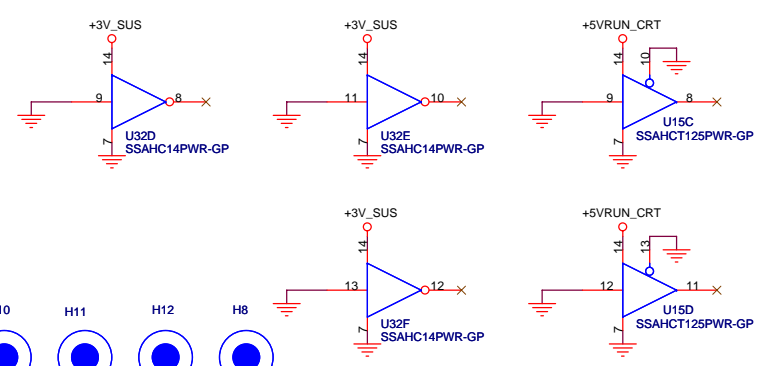 +3V_SUS
14
9
8
7
U32D
SSAHC14PWR-GP
+3V_SUS
14
11
10
7
U32E
SSAHC14PWR-GP
+5VRUN_CRT
14
10
9
8
7
U15C
SSAHCT125PWR-GP
+3V_SUS
14
13
12
7
U32F
SSAHC14PWR-GP
+5VRUN_CRT
14
13
12
11
7
U15D
SSAHCT125PWR-GP
10
H11
H12
H8